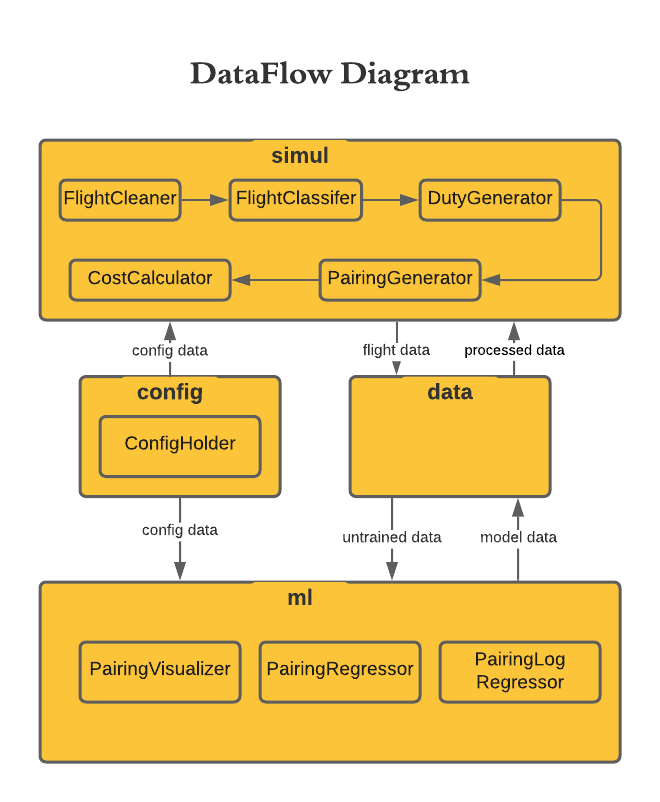 DataFlow Diagram
simul
FlightCleaner
FlightClassifer
DutyGenerator
CostCalculator
PairingGenerator
config data
flight data
processed data
config
data
ConfigHolder
config data
untrained data
model data
ml
PairingVisualizer
PairingRegressor
PairingLog
Regressor